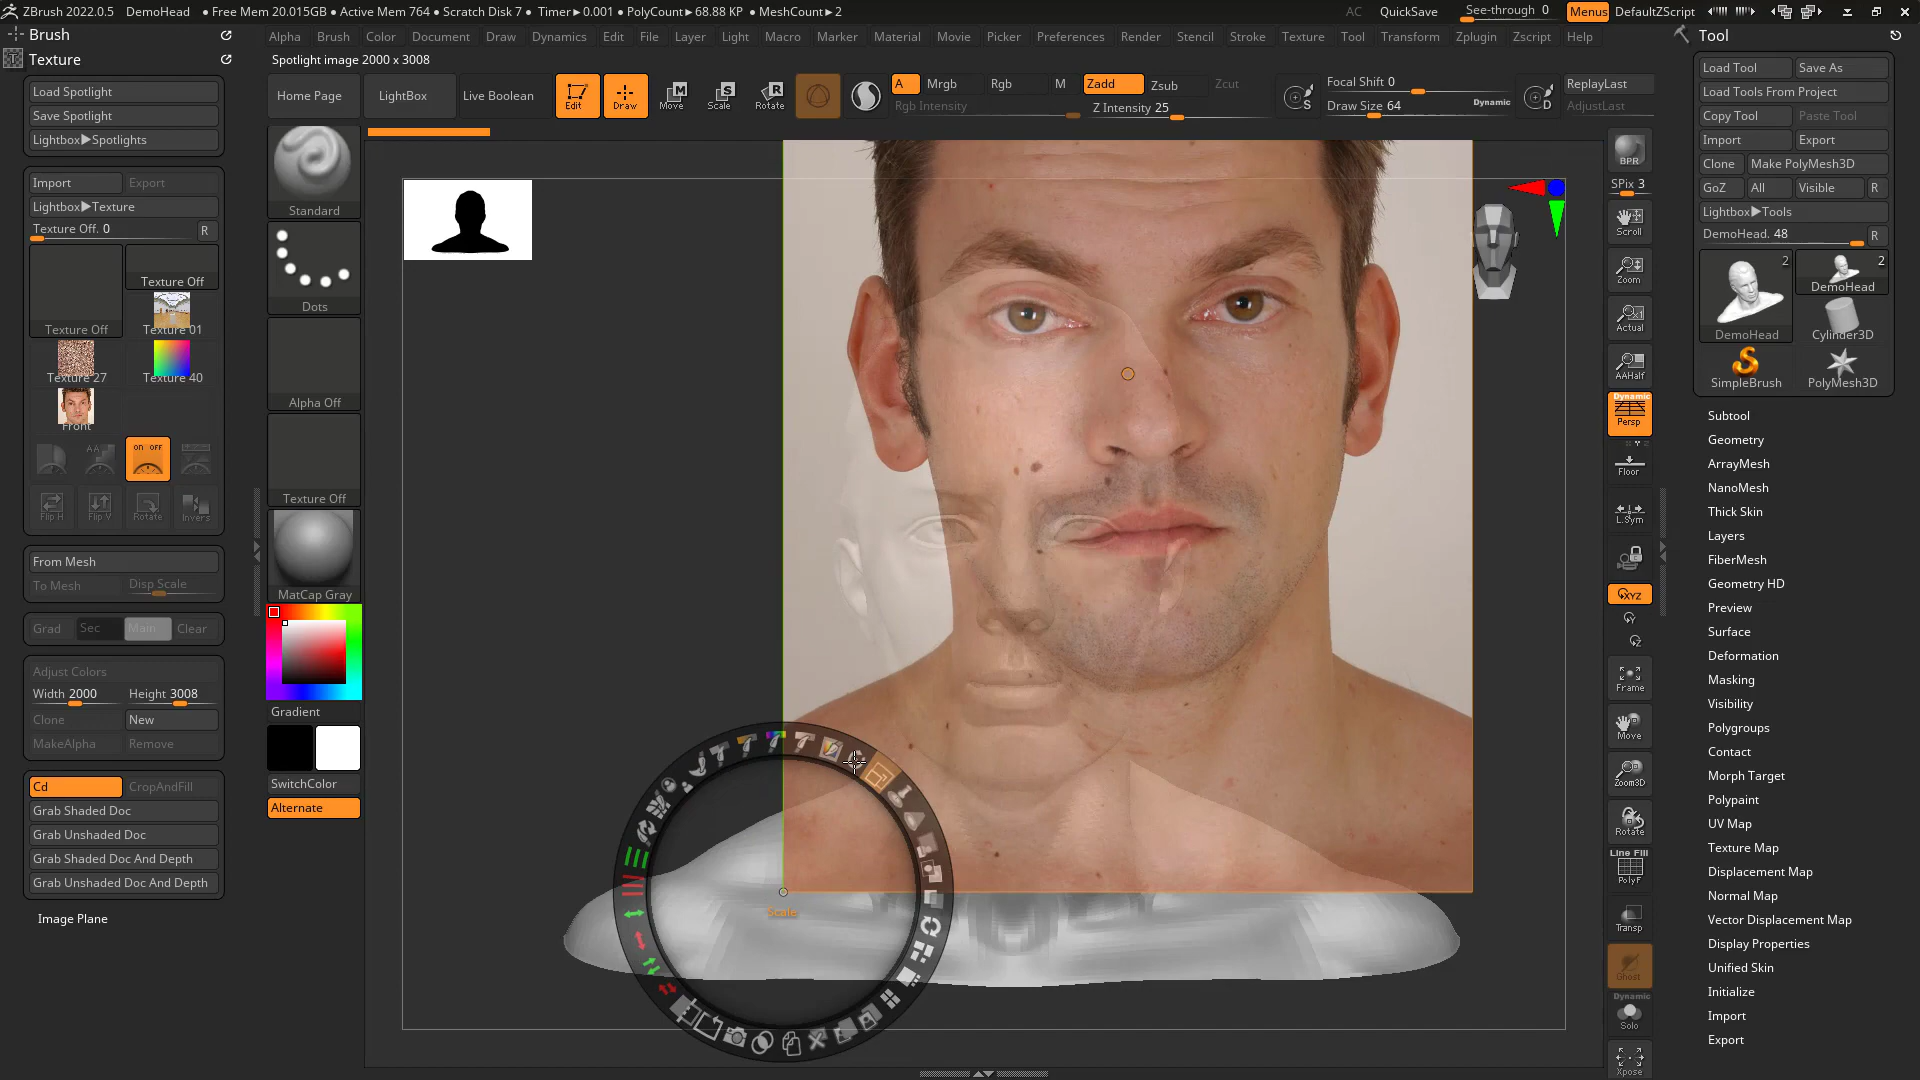 ZBrush 2022.0.5 DemoHead • Free Mem 20.015GB • Active Mem 764 • Scratch Disk 7 • Timer▶0.001 • PolyCount▶68.88 KP • MeshCount▶2 AC QuickSave See-through 0 Menus DefaultZScript
Brush
Texture
Alpha Brush Color Document Draw Dynamics Edit File Layer Light Macro Marker Material Movie Picker Preferences Render Stencil Stroke Texture Tool Transform Zplugin Zscript Help
Spotlight image 2000 x 3008
Home Page LightBox Live Boolean Edit Draw Move Scale Rotate A Mrgb Rgb M Zadd Zsub Zcut
Rgb Intensity Z Intensity 25
Focal Shift 0
Draw Size 64 Dynamic
S
D
ReplayLast
AdjustLast
Load Spotlight
Save Spotlight
Lightbox▶Spotlights
Import Export
Lightbox▶Texture
Texture Off. 0 R
Texture Off
Texture Off
Texture 01
Texture 27
Texture 40
Front
AA
ON OFF
Flip H Flip V Rotate Invers
From Mesh
To Mesh Disp Scale
Grad Sec Main Clear
Adjust Colors
Width 2000 Height 3008
Clone New
MakeAlpha Remove
Cd CropAndFill
Grab Shaded Doc
Grab Unshaded Doc
Grab Shaded Doc And Depth
Grab Unshaded Doc And Depth
Image Plane
Standard
Dots
Alpha Off
Texture Off
MatCap Gray
Gradient
SwitchColor
Alternate
Scale
BPR
SPix 3
Scroll
Zoom
Actual
AAHalf
Dynamic
Persp
Floor
L.Sym
XYZ
Frame
Move
Zoom3D
Rotate
Line Fill
PolyF
Transp
Ghost
Dynamic
Solo
Xpose
Tool
Load Tool Save As
Load Tools From Project
Copy Tool Paste Tool
Import Export
Clone Make PolyMesh3D
GoZ All Visible R
Lightbox▶Tools
DemoHead. 48 R
2
DemoHead
2
DemoHead
Cylinder3D
SimpleBrush
PolyMesh3D
Subtool
Geometry
ArrayMesh
NanoMesh
Thick Skin
Layers
FiberMesh
Geometry HD
Preview
Surface
Deformation
Masking
Visibility
Polygroups
Contact
Morph Target
Polypaint
UV Map
Texture Map
Displacement Map
Normal Map
Vector Displacement Map
Display Properties
Unified Skin
Initialize
Import
Export